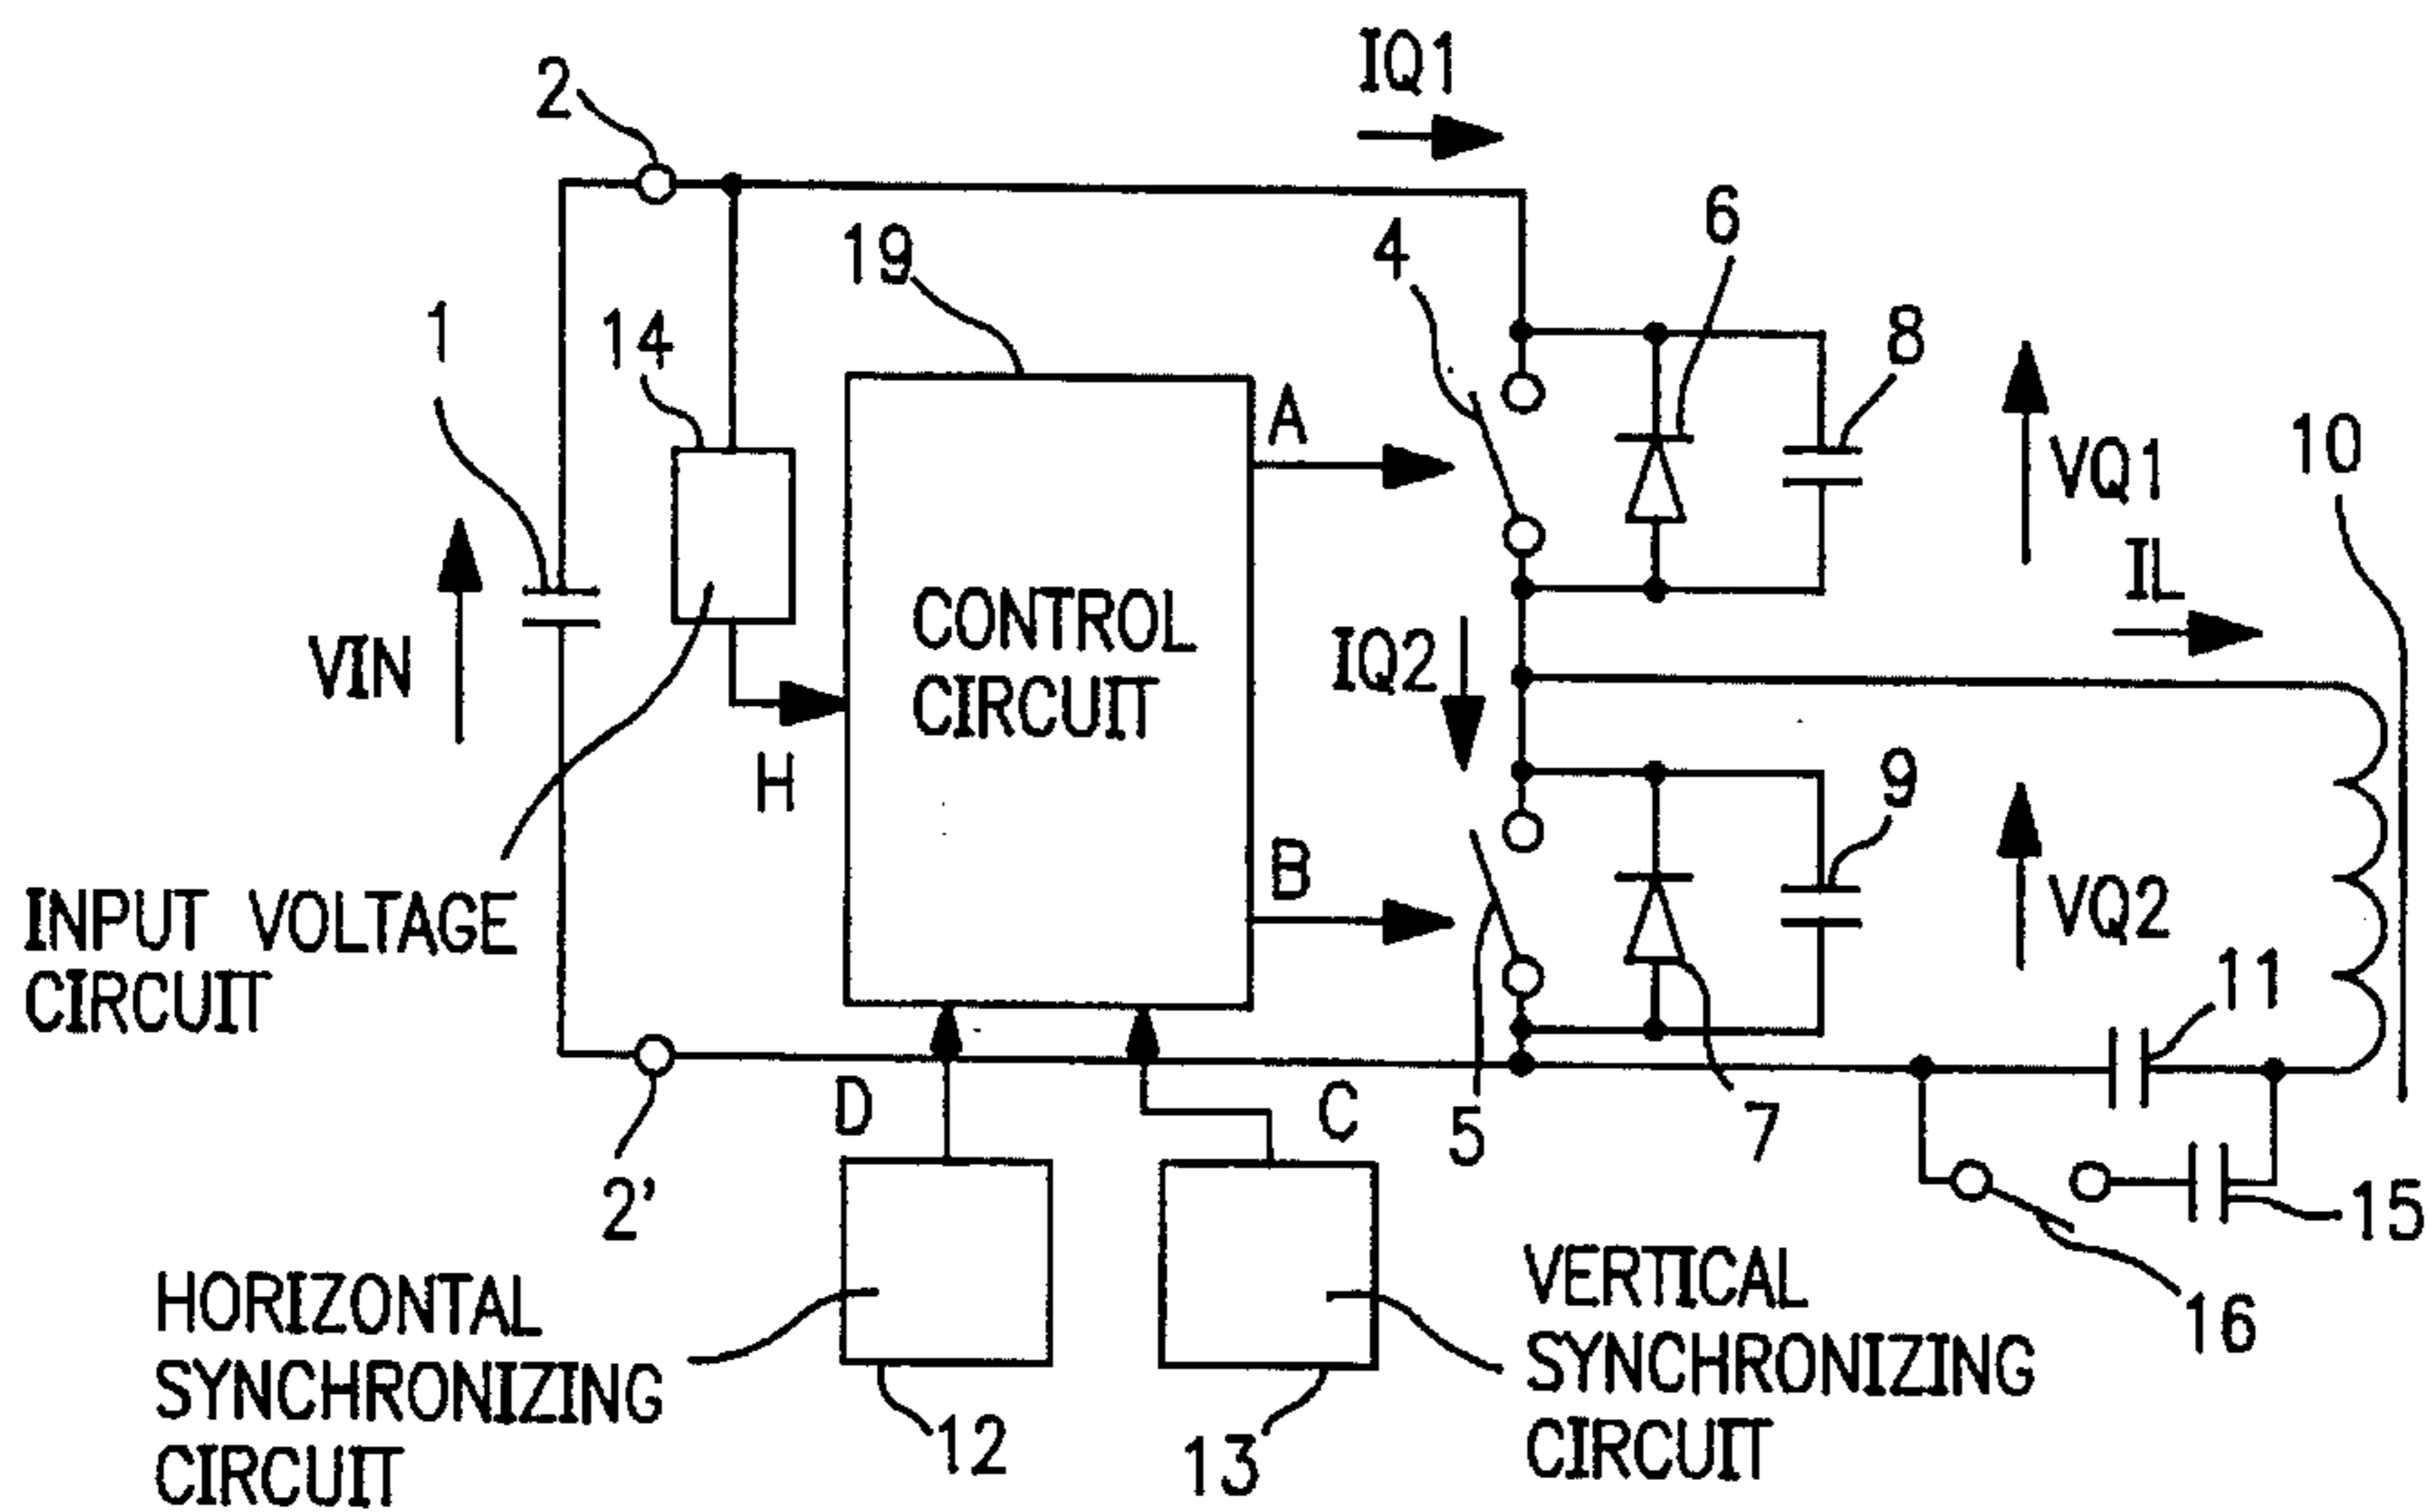 IQ1
2
6
19
4
1
14
8
A
VQ1
10
IL
CONTROL
CIRCUIT
VIN
IQ2
H
9
B
VQ2
INPUT VOLTAGE
CIRCUIT
11
D
C
5
7
2'
15
16
HORIZONTAL
SYNCHRONIZING
CIRCUIT
VERTICAL
SYNCHRONIZING
CIRCUIT
12
13